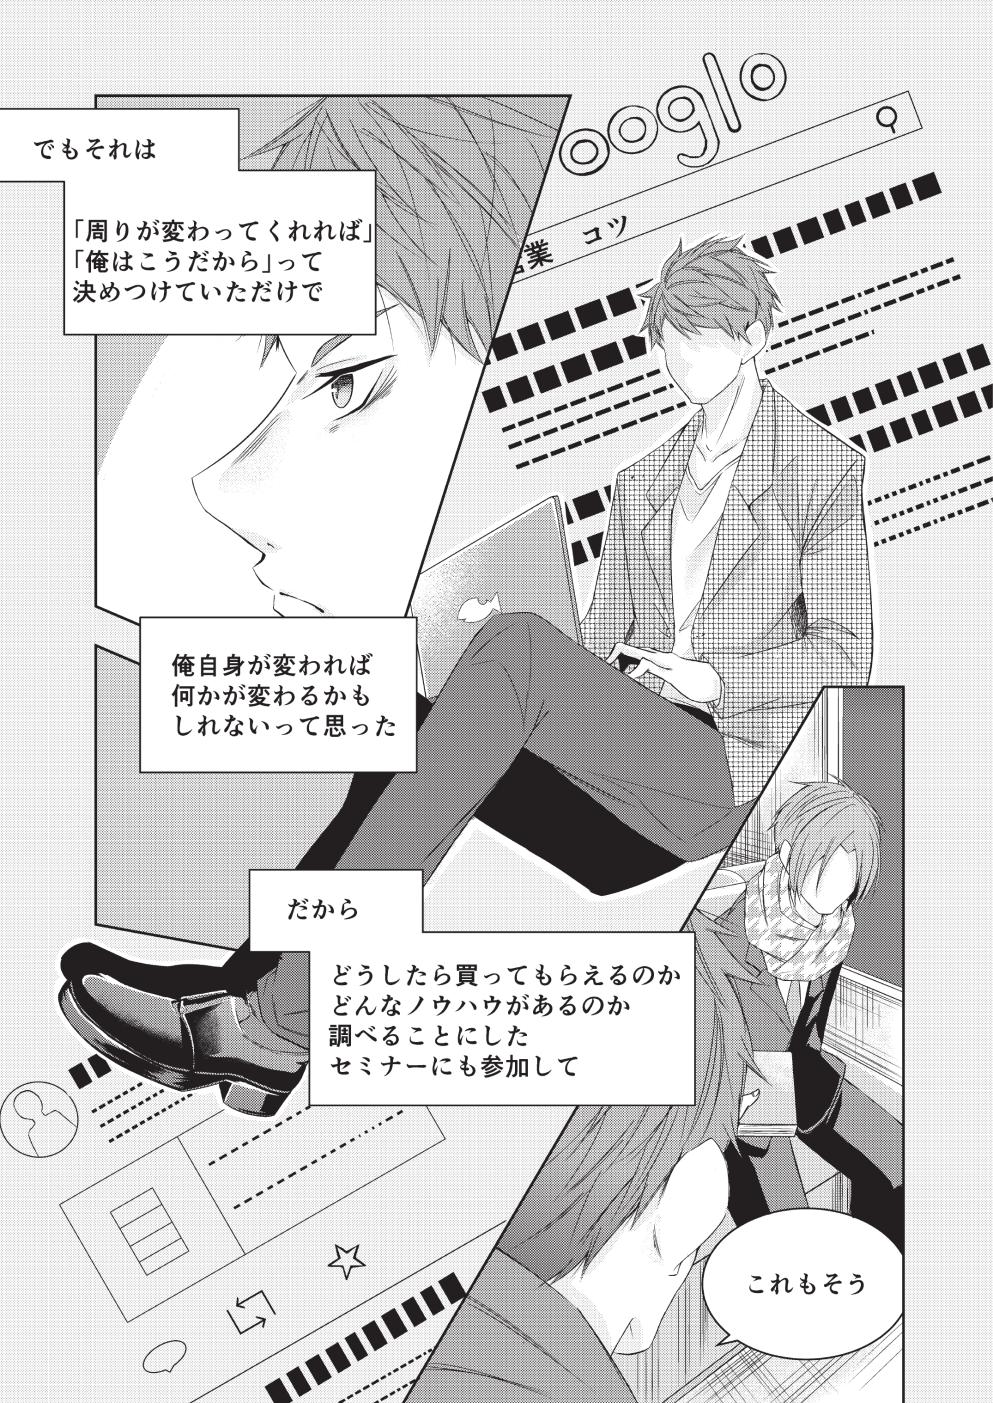 でもそれは
「周りが変わってくれれば」
「俺はこうだから」って
決めつけていただけで
ooglo
業 コツ
俺自身が変われば
何かが変わるかも
しれないって思った
だから
どうしたら買ってもらえるのか
どんなノウハウがあるのか
調べることにした
セミナーにも参加して
これもそう